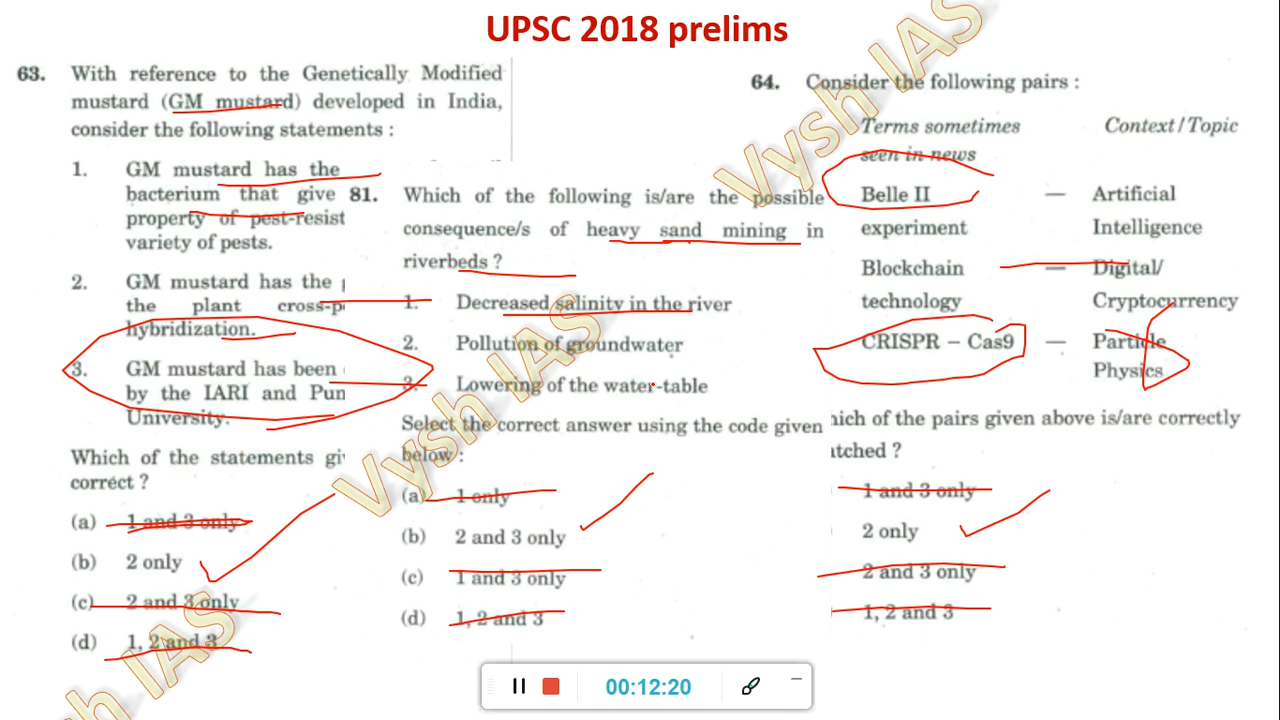 UPSC 2018 prelims
63. With reference to the Genetically Modified
mustard (GM mustard) developed in India,
consider the following statements :
1. GM mustard has the
bacterium that give
property of pest-resist
variety of pests.
2. GM mustard has the
the plant cross-p
hybridization.
3. GM mustard has been
by the IARI and Pun
University.
Which of the statements giv
correct ?
(a) 1 and 3 only
(b) 2 only
(c) 2 and 3 only
(d) 1, 2 and 3
81. Which of the following is/are the possible
consequence/s of heavy sand mining in
riverbeds ?
1. Decreased salinity in the river
2. Pollution of groundwater
3. Lowering of the water-table
Select the correct answer using the code given
below :
(a) 1 only
(b) 2 and 3 only
(c) 1 and 3 only
(d) 1, 2 and 3
64. Consider the following pairs :
Terms sometimes Context / Topic
seen in news
Belle II — Artificial
experiment Intelligence
Blockchain — Digital/
technology Cryptocurrency
CRISPR – Cas9 — Particle
Physics
hich of the pairs given above is/are correctly
atched ?
1 and 3 only
2 only
2 and 3 only
1, 2 and 3
Vysh IAS
Vysh IAS
sh IAS
00:12:20